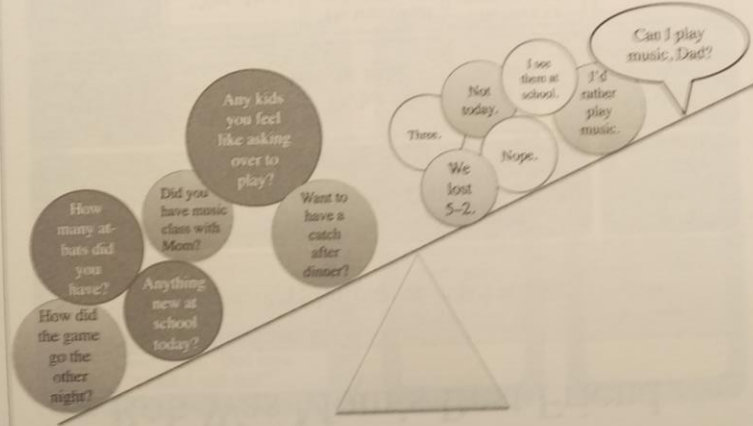 Any kids
you feel
like asking
over to
play?
Did you
have music
class with
Mom?
Want to
have a
catch
after
dinner?
How
many at-
bats did
you
have?
Anything
new at
school
today?
How did
the game
go the
other
night?
Three.
Not
today.
I see
them at
school.
I'd
rather
play
music.
We
lost
5–2.
Nope.
Can I play
music, Dad?